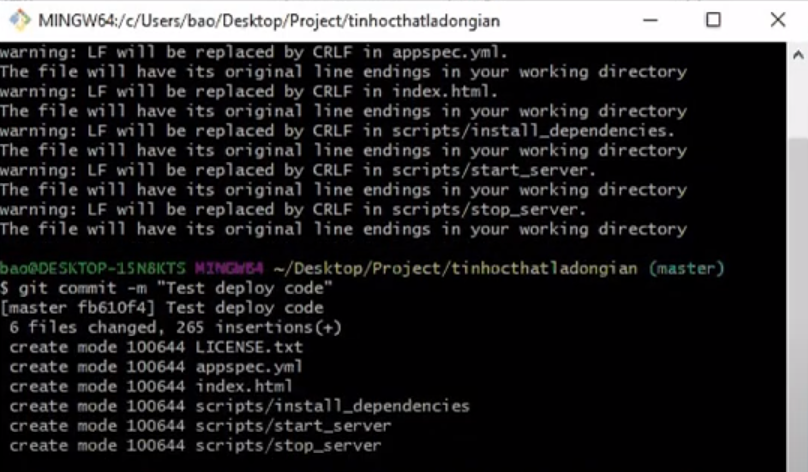 MINGW64:/c/Users/bao/Desktop/Project/tinhocthatladongian
warning: LF will be replaced by CRLF in appspec.yml.
The file will have its original line endings in your working directory
warning: LF will be replaced by CRLF in index.html.
The file will have its original line endings in your working directory
warning: LF will be replaced by CRLF in scripts/install_dependencies.
The file will have its original line endings in your working directory
warning: LF will be replaced by CRLF in scripts/start_server.
The file will have its original line endings in your working directory
warning: LF will be replaced by CRLF in scripts/stop_server.
The file will have its original line endings in your working directory
bao@DESKTOP-15N8KTS MINGW64 ~/Desktop/Project/tinhocthatladongian (master)
$ git commit -m "Test deploy code"
[master fb610f4] Test deploy code
6 files changed, 265 insertions(+)
create mode 100644 LICENSE.txt
create mode 100644 appspec.yml
create mode 100644 index.html
create mode 100644 scripts/install_dependencies
create mode 100644 scripts/start_server
create mode 100644 scripts/stop_server